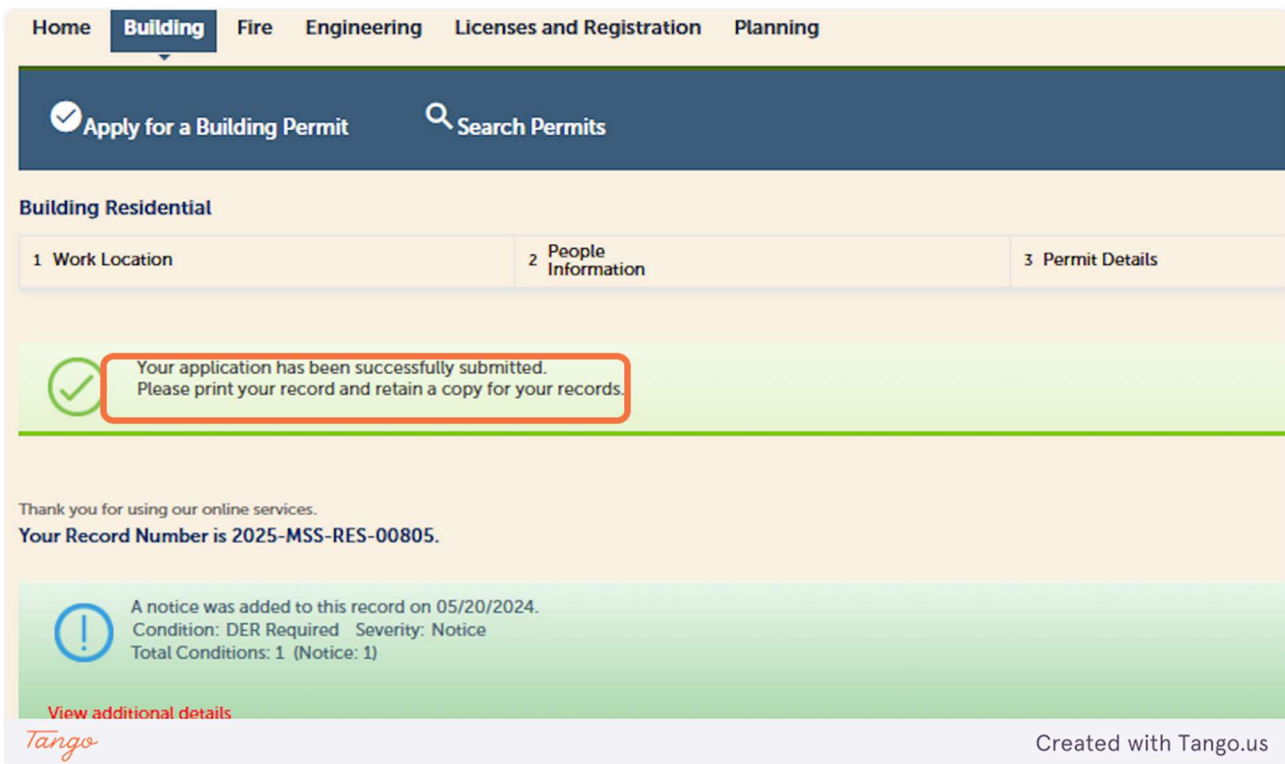 Home Building Fire Engineering Licenses and Registration Planning
Apply for a Building Permit Search Permits
Building Residential
1 Work Location 2 People Information 3 Permit Details
Your application has been successfully submitted.
Please print your record and retain a copy for your records.
Thank you for using our online services.
Your Record Number is 2025-MSS-RES-00805.
A notice was added to this record on 05/20/2024.
Condition: DER Required Severity: Notice
Total Conditions: 1 (Notice: 1)
View additional details
Tango Created with Tango.us